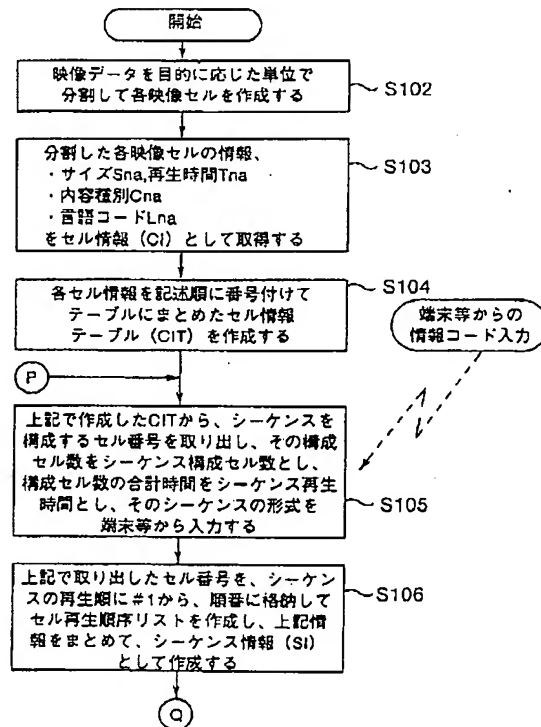 開始
映像データを目的に応じた単位で
分割して各映像セルを作成する
S102
分割した各映像セルの情報、
・サイズSna,再生時間Tna
・内容種別Cna
・言語コードLna
をセル情報（CI）として取得する
S103
各セル情報を記述順に番号付けて
テーブルにまとめたセル情報
テーブル（CIT）を作成する
S104
端末等からの
情報コード入力
P
上記で作成したCITから、シーケンスを
構成するセル番号を取り出し、その構成
セル数をシーケンス構成セル数とし、
構成セル数の合計時間をシーケンス再生
時間とし、そのシーケンスの形式を
端末等から入力する
S105
上記で取り出したセル番号を、シーケン
スの再生順に#1から、順番に格納して
セル再生順序リストを作成し、上記情
報をまとめて、シーケンス情報（SI）
として作成する
S106
Q